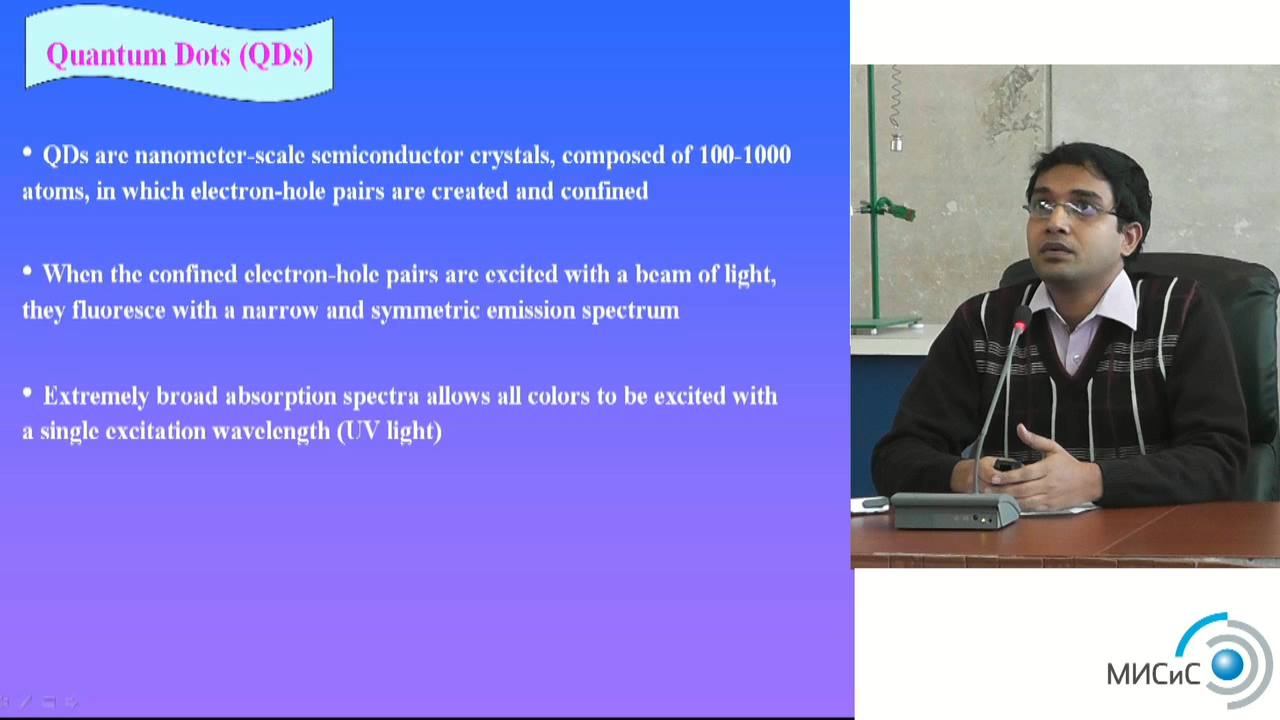 Quantum Dots (QDs)
• QDs are nanometer-scale semiconductor crystals, composed of 100-1000
atoms, in which electron-hole pairs are created and confined
• When the confined electron-hole pairs are excited with a beam of light,
they fluoresce with a narrow and symmetric emission spectrum
• Extremely broad absorption spectra allows all colors to be excited with
a single excitation wavelength (UV light)
МИСиС